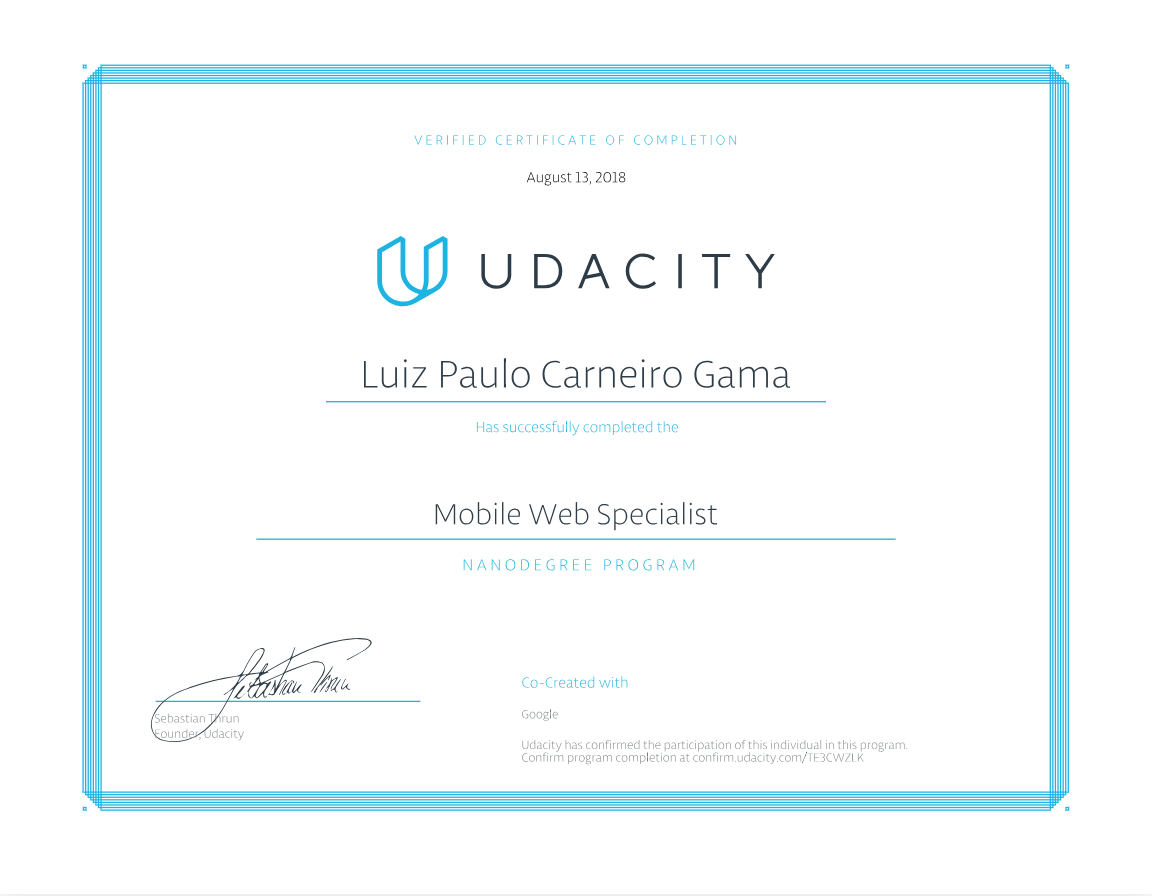 VERIFIED CERTIFICATE OF COMPLETION
August 13, 2018
UDACITY
Luiz Paulo Carneiro Gama
Has successfully completed the
Mobile Web Specialist
NANODEGREE PROGRAM
Sebastian Thrun
Sebastian Thrun
Founder, Udacity
Co-Created with
Google
Udacity has confirmed the participation of this individual in this program.
Confirm program completion at confirm.udacity.com/TE3CWZLK